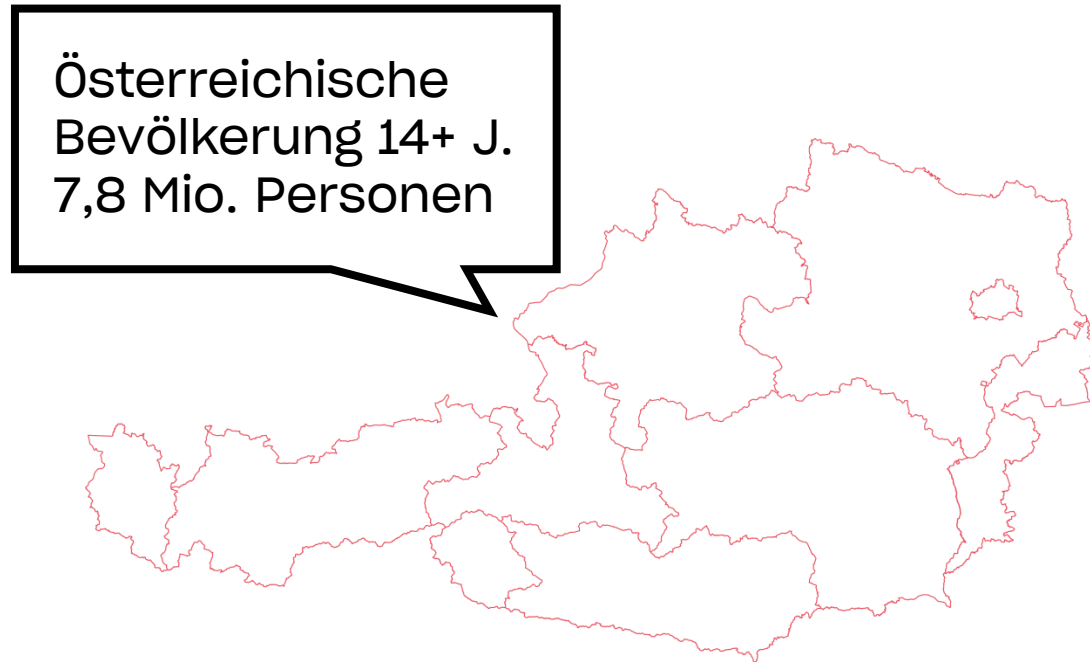 Österreichische
Bevölkerung 14+ J.
7,8 Mio. Personen